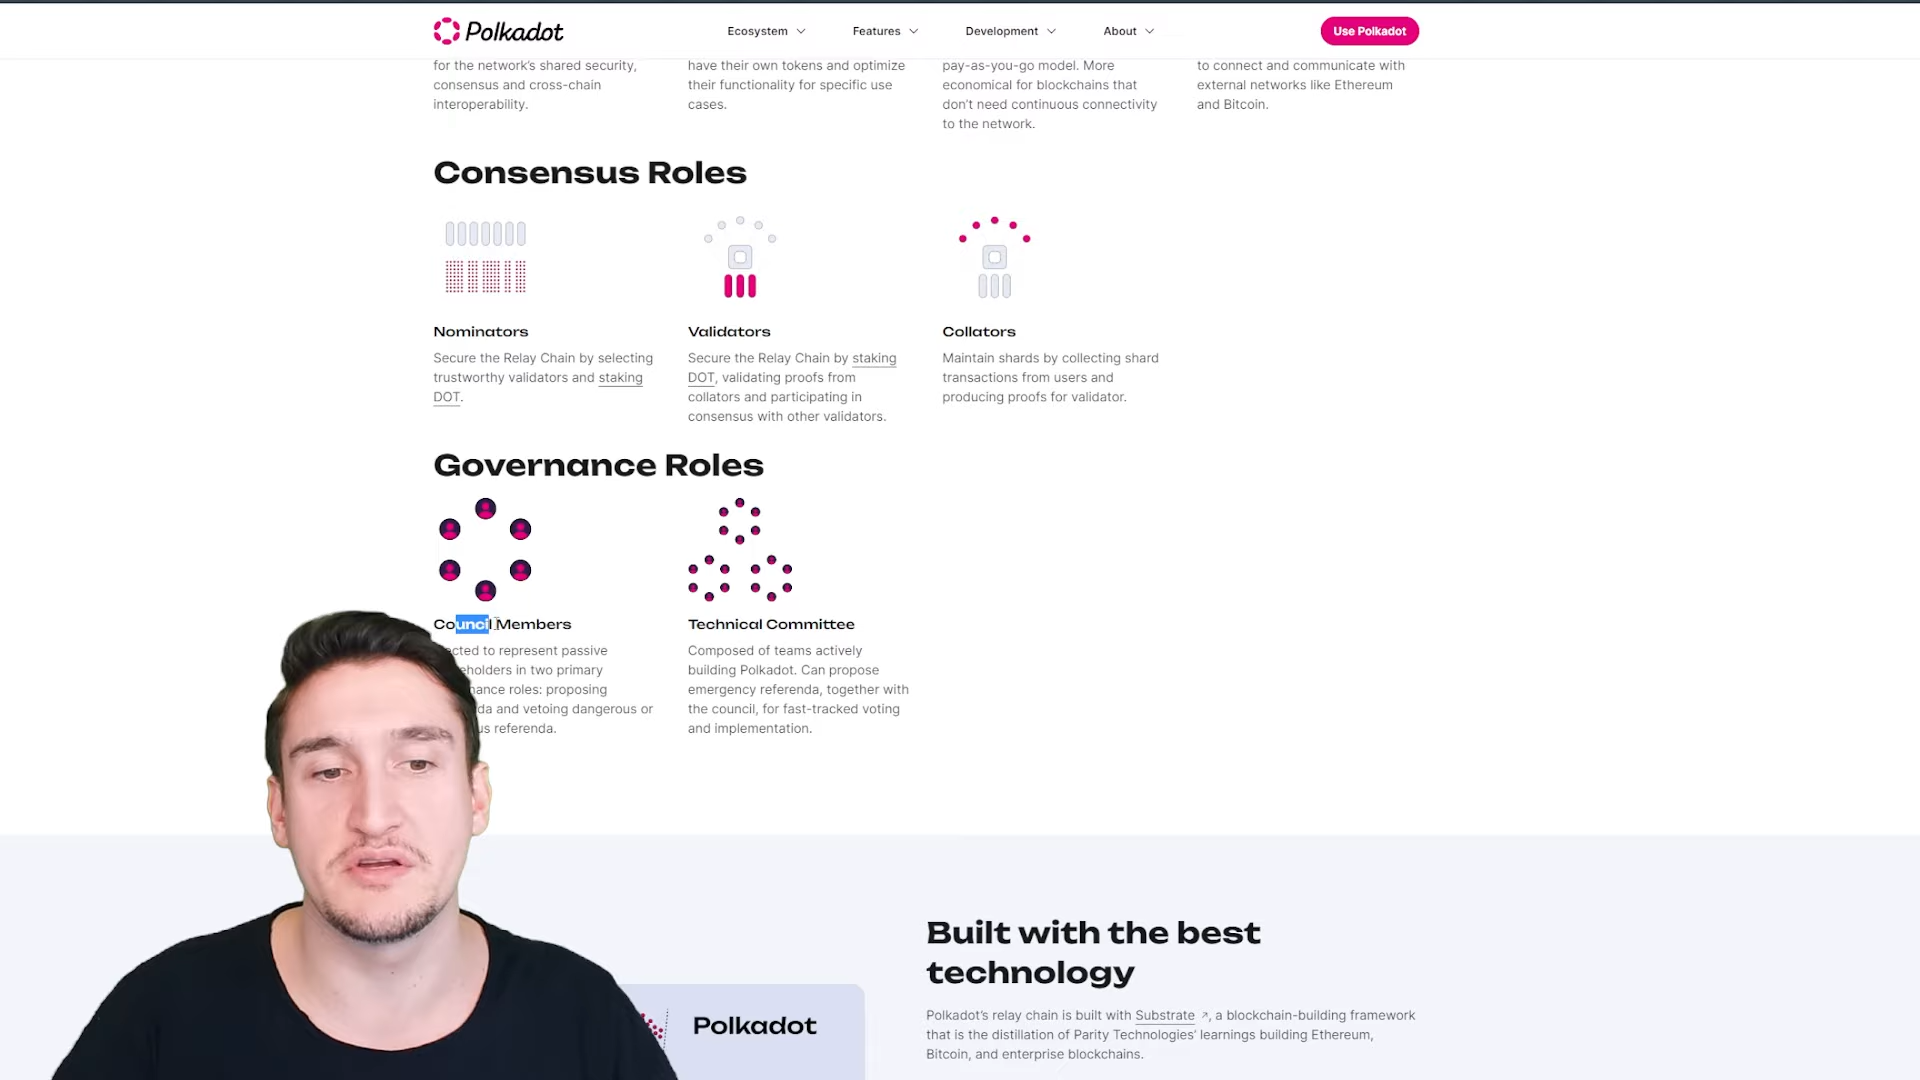 Polkadot
Ecosystem
Features
Development
About
Use Polkadot
for the network's shared security,
consensus and cross-chain
interoperability.
have their own tokens and optimize
their functionality for specific use
cases.
pay-as-you-go model. More
economical for blockchains that
don't need continuous connectivity
to the network.
to connect and communicate with
external networks like Ethereum
and Bitcoin.
Consensus Roles
Nominators
Secure the Relay Chain by selecting
trustworthy validators and staking
DOT.
Validators
Secure the Relay Chain by staking
DOT, validating proofs from
collators and participating in
consensus with other validators.
Collators
Maintain shards by collecting shard
transactions from users and
producing proofs for validator.
Governance Roles
Council Members
to represent passive
in two primary
roles: proposing
and vetoing dangerous or
referenda.
Technical Committee
Composed of teams actively
building Polkadot. Can propose
emergency referenda, together with
the council, for fast-tracked voting
and implementation.
Polkadot
Built with the best
technology
Polkadot's relay chain is built with Substrate ↗, a blockchain-building framework
that is the distillation of Parity Technologies' learnings building Ethereum,
Bitcoin, and enterprise blockchains.